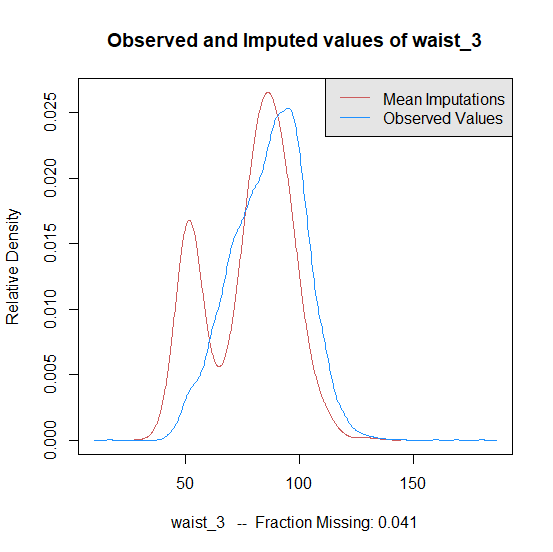 Observed and Imputed values of waist_3
Mean Imputations
Observed Values
Relative Density
0.025
0.020
0.015
0.010
0.005
0.000
50
100
150
waist_3 -- Fraction Missing: 0.041